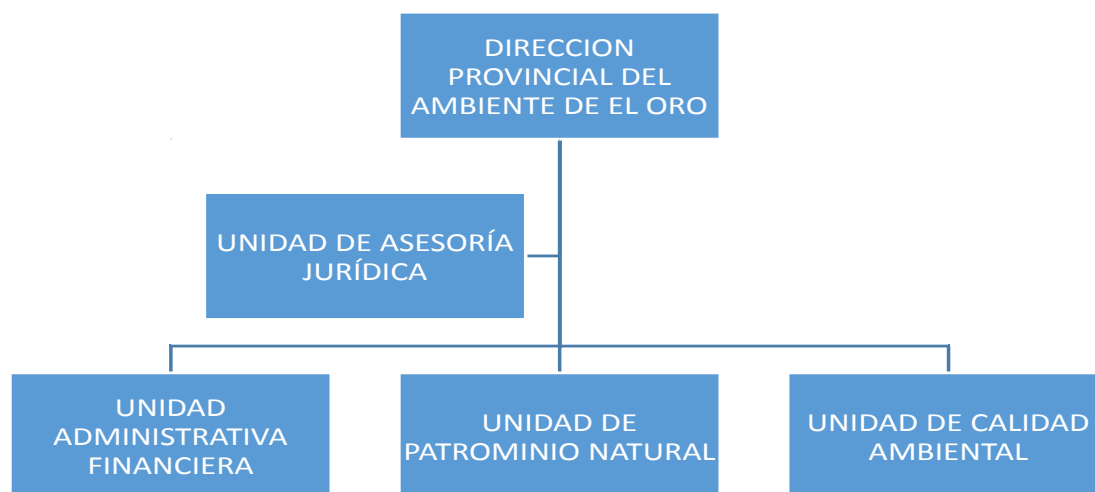 DIRECCION
PROVINCIAL DEL
AMBIENTE DE EL ORO
UNIDAD DE ASESORÍA
JURÍDICA
UNIDAD
ADMINISTRATIVA
FINANCIERA
UNIDAD DE
PATROMINIO NATURAL
UNIDAD DE CALIDAD
AMBIENTAL